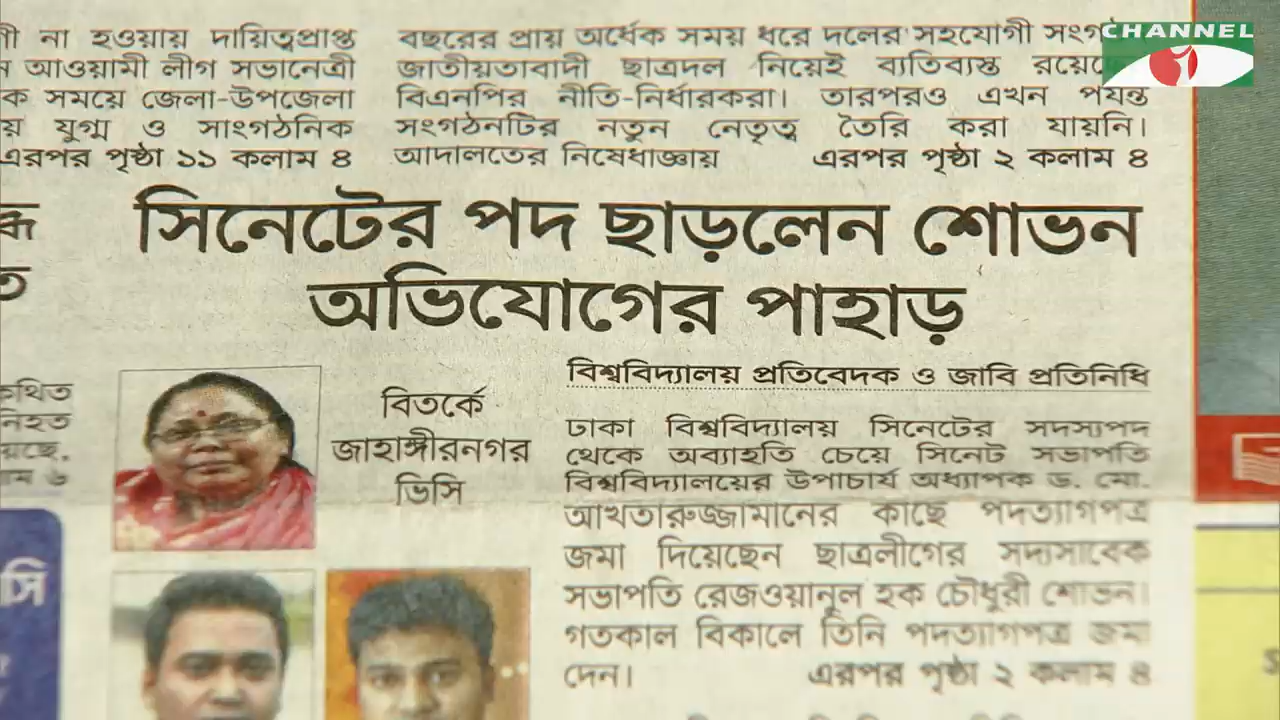 না হওয়ায় দায়িত্বপ্রাপ্ত
আওয়ামী লীগ সভানেত্রী
ক সময়ে জেলা-উপজেলা
য় যুগ্ম ও সাংগঠনিক
এরপর পৃষ্ঠা ১১ কলাম ৪
বছরের প্রায় অর্ধেক সময় ধরে দলের সহযোগী
জাতীয়তাবাদী ছাত্রদল নিয়েই ব্যতিব্যস্ত
বিএনপির নীতি-নির্ধারকরা। তারপরও এখন পর্যন্ত
সংগঠনটির নতুন নেতৃত্ব তৈরি করা যায়নি।
আদালতের নিষেধাজ্ঞায় এরপর পৃষ্ঠা ২ কলাম ৪
CHANNEL
সিনেটের পদ ছাড়লেন শোভন
অভিযোগের পাহাড়
বিতর্কে
জাহাঙ্গীরনগর
ভিসি
বিশ্ববিদ্যালয় প্রতিবেদক ও জাবি প্রতিনিধি
ঢাকা বিশ্ববিদ্যালয় সিনেটের সদস্যপদ
থেকে অব্যাহতি চেয়ে সিনেট সভাপতি
বিশ্ববিদ্যালয়ের উপাচার্য অধ্যাপক ড. মো.
আখতারুজ্জামানের কাছে পদত্যাগপত্র
জমা দিয়েছেন ছাত্রলীগের সদ্যসাবেক
সভাপতি রেজওয়ানুল হক চৌধুরী শোভন।
গতকাল বিকালে তিনি পদত্যাগপত্র জমা
দেন। এরপর পৃষ্ঠা ২ কলাম ৪